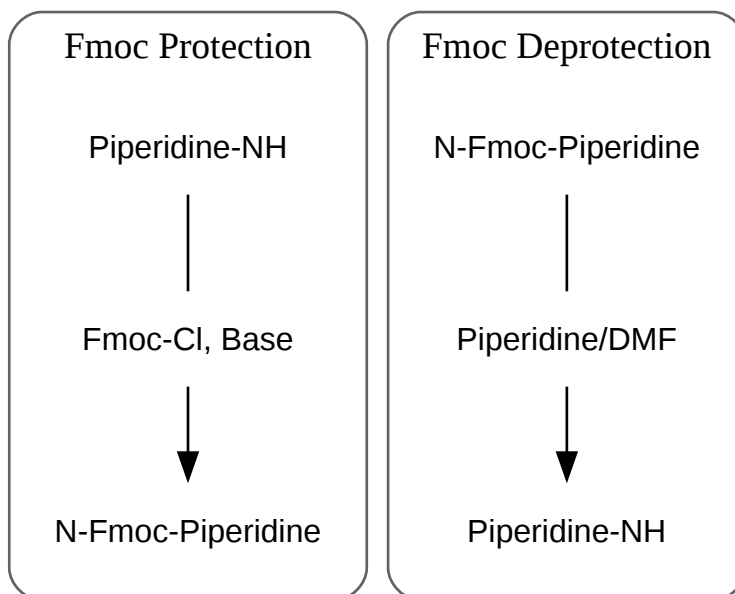 Fmoc Protection
Piperidine-NH
Fmoc-Cl, Base
N-Fmoc-Piperidine
Fmoc Deprotection
N-Fmoc-Piperidine
Piperidine/DMF
Piperidine-NH